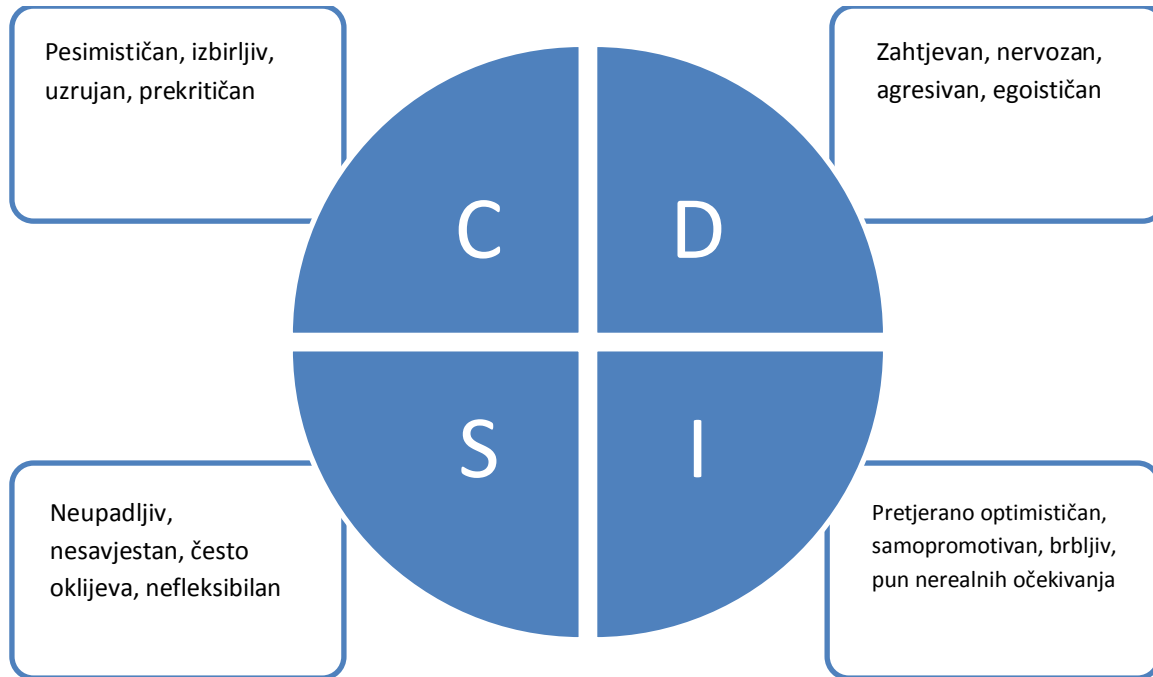 Pesimističan, izbirljiv,
uzrujan, prekritičan
Zahtjevan, nervozan,
agresivan, egoističan
C
D
S
I
Neupadljiv,
nesavjestan, često
oklijeva, nefleksibilan
Pretjerano optimističan,
samopromotivan, brbljiv,
pun nerealnih očekivanja